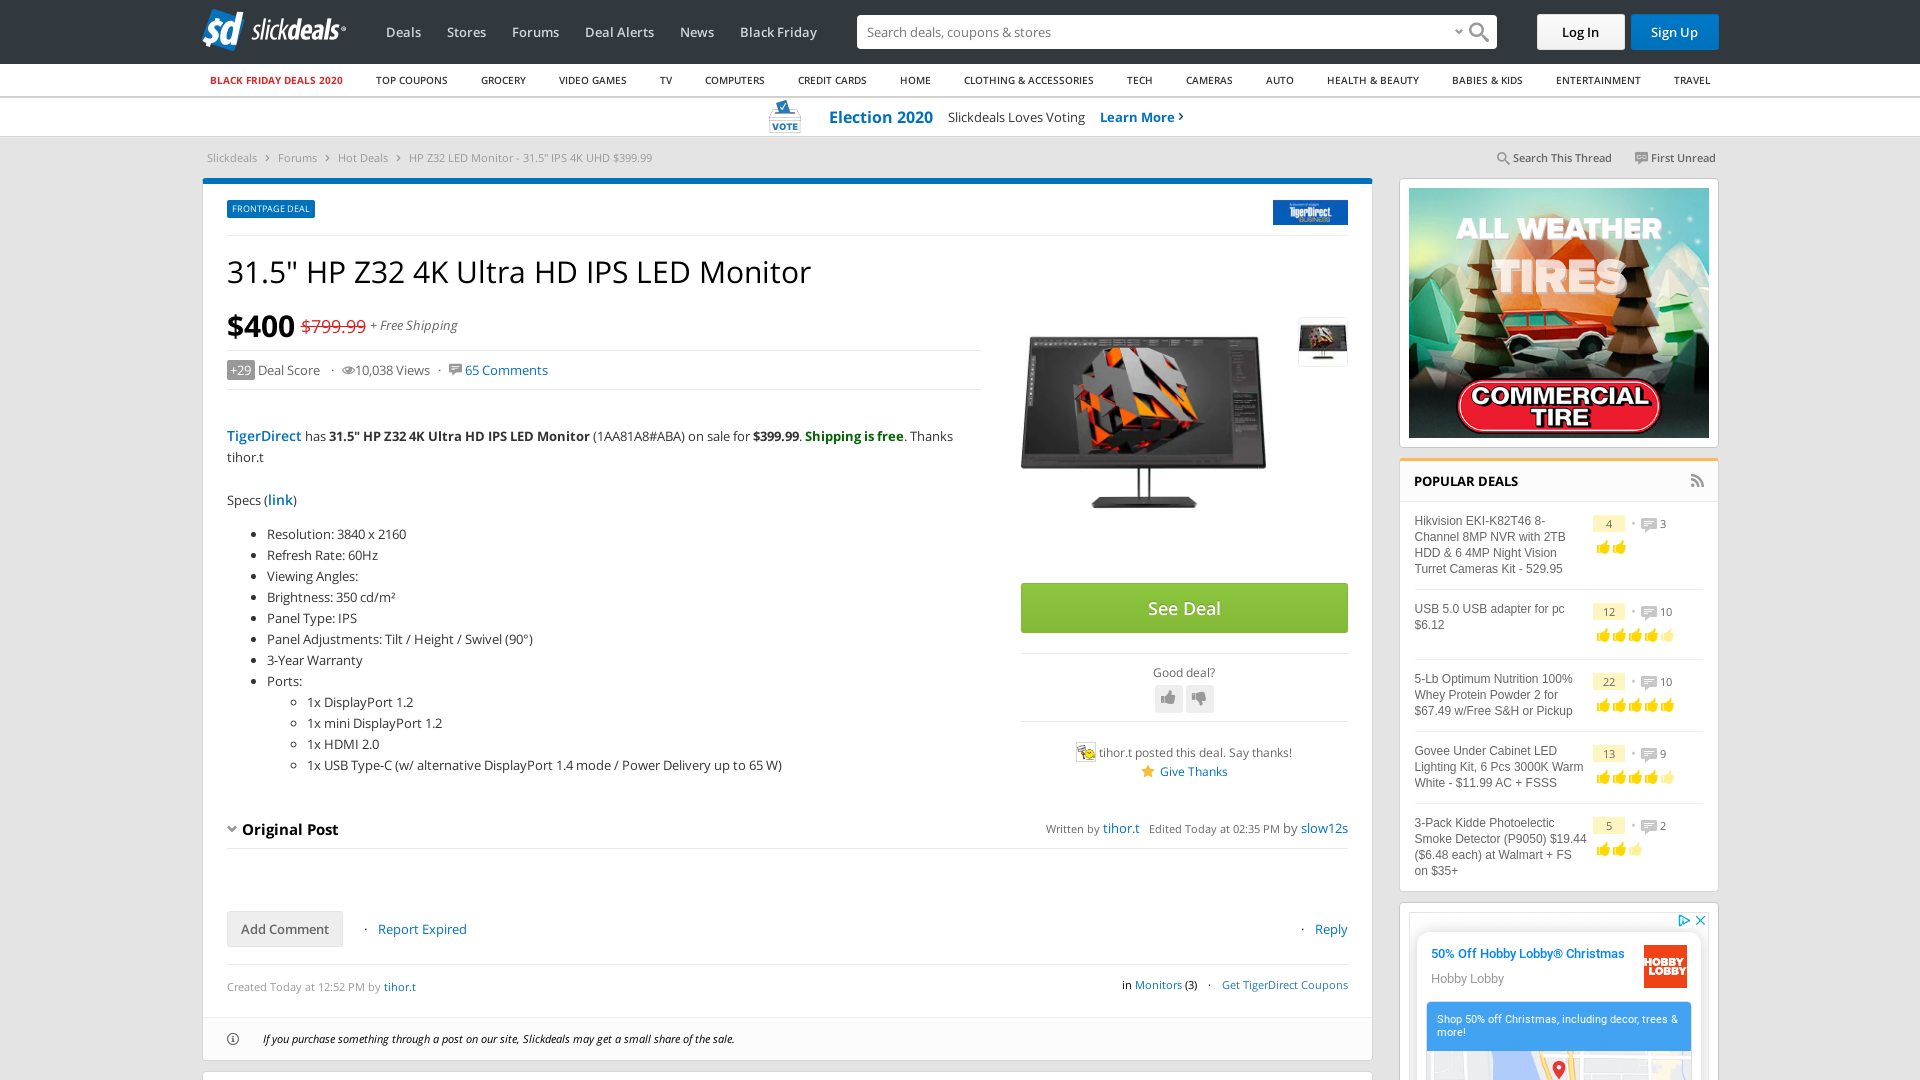 slickdeals
Deals
Stores
Forums
Deal Alerts
News
Black Friday
Search deals, coupons & stores
Log In
Sign Up
BLACK FRIDAY DEALS 2020
TOP COUPONS
GROCERY
VIDEO GAMES
TV
COMPUTERS
CREDIT CARDS
HOME
CLOTHING & ACCESSORIES
TECH
CAMERAS
AUTO
HEALTH & BEAUTY
BABIES & KIDS
ENTERTAINMENT
TRAVEL
VOTE
Election 2020 Slickdeals Loves Voting Learn More ›
Slickdeals › Forums › Hot Deals › HP Z32 LED Monitor - 31.5" IPS 4K UHD $399.99
Search This Thread
First Unread
FRONTPAGE DEAL
TigerDirect
BUSINESS
31.5" HP Z32 4K Ultra HD IPS LED Monitor
$400 $799.99 + Free Shipping
+29 Deal Score · 10,038 Views · 65 Comments
TigerDirect has 31.5" HP Z32 4K Ultra HD IPS LED Monitor (1AA81A8#ABA) on sale for $399.99. Shipping is free. Thanks
tihor.t
Specs (link)
• Resolution: 3840 x 2160
• Refresh Rate: 60Hz
• Viewing Angles:
• Brightness: 350 cd/m²
• Panel Type: IPS
• Panel Adjustments: Tilt / Height / Swivel (90°)
• 3-Year Warranty
• Ports:
◦ 1x DisplayPort 1.2
◦ 1x mini DisplayPort 1.2
◦ 1x HDMI 2.0
◦ 1x USB Type-C (w/ alternative DisplayPort 1.4 mode / Power Delivery up to 65 W)
See Deal
Good deal?
tihor.t posted this deal. Say thanks!
Give Thanks
Original Post
Written by tihor.t Edited Today at 02:35 PM by slow12s
Add Comment · Report Expired
· Reply
Created Today at 12:52 PM by tihor.t
in Monitors (3) · Get TigerDirect Coupons
If you purchase something through a post on our site, Slickdeals may get a small share of the sale.
ALL WEATHER
TIRES
COMMERCIAL
TIRE
POPULAR DEALS
Hikvision EKI-K82T46 8-
Channel 8MP NVR with 2TB
HDD & 6 4MP Night Vision
Turret Cameras Kit - 529.95
4 • 3
USB 5.0 USB adapter for pc
$6.12
12 • 10
5-Lb Optimum Nutrition 100%
Whey Protein Powder 2 for
$67.49 w/Free S&H or Pickup
22 • 10
Govee Under Cabinet LED
Lighting Kit, 6 Pcs 3000K Warm
White - $11.99 AC + FSSS
13 • 9
3-Pack Kidde Photoelectic
Smoke Detector (P9050) $19.44
($6.48 each) at Walmart + FS
on $35+
5 • 2
50% Off Hobby Lobby® Christmas
Hobby Lobby
HOBBY
LOBBY
Shop 50% off Christmas, including decor, trees &
more!